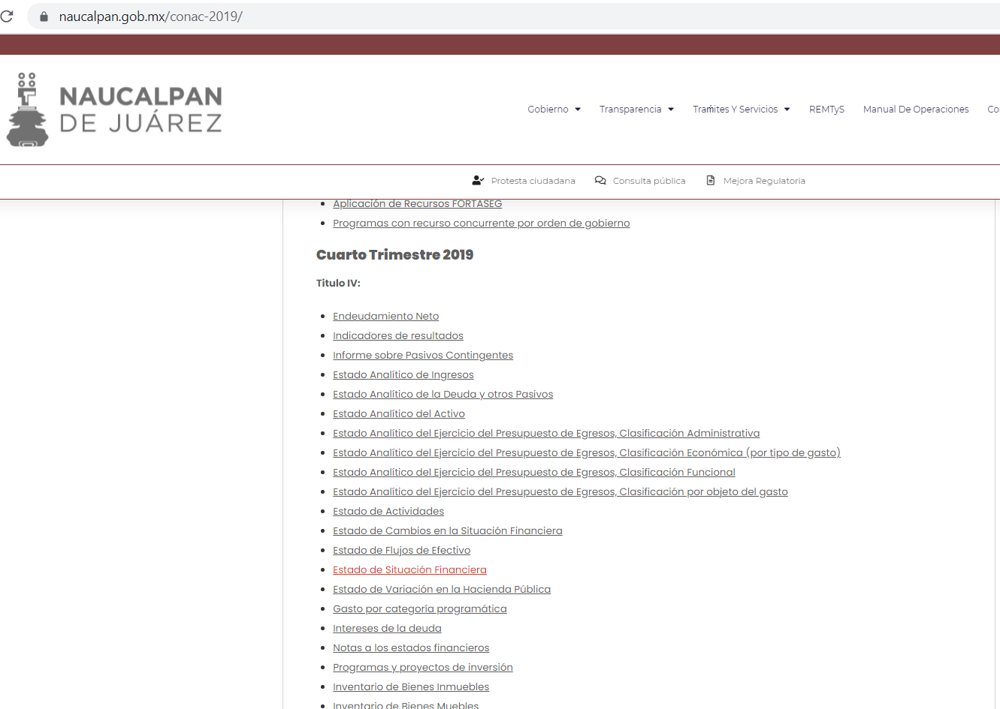 naucalpan.gob.mx/conac-2019/
NAUCALPAN
DE JUÁREZ
Gobierno
Transparencia
Tramites Y Servicios
REMTyS
Manual De Operaciones
Co
Protesta ciudadana
Consulta pública
Mejora Regulatoria
Aplicación de Recursos FORTASEG
Programas con recurso concurrente por orden de gobierno
Cuarto Trimestre 2019
Titulo IV:
Endeudamiento Neto
Indicadores de resultados
Informe sobre Pasivos Contingentes
Estado Analítico de Ingresos
Estado Analítico de la Deuda y otros Pasivos
Estado Analítico del Activo
Estado Analítico del Ejercicio del Presupuesto de Egresos, Clasificación Administrativa
Estado Analítico del Ejercicio del Presupuesto de Egresos, Clasificación Económica (por tipo de gasto)
Estado Analítico del Ejercicio del Presupuesto de Egresos, Clasificación Funcional
Estado Analítico del Ejercicio del Presupuesto de Egresos, Clasificación por objeto del gasto
Estado de Actividades
Estado de Cambios en la Situación Financiera
Estado de Flujos de Efectivo
Estado de Situación Financiera
Estado de Variación en la Hacienda Pública
Gasto por categoría programática
Intereses de la deuda
Notas a los estados financieros
Programas y proyectos de inversión
Inventario de Bienes Inmuebles
Inventario de Bienes Muebles